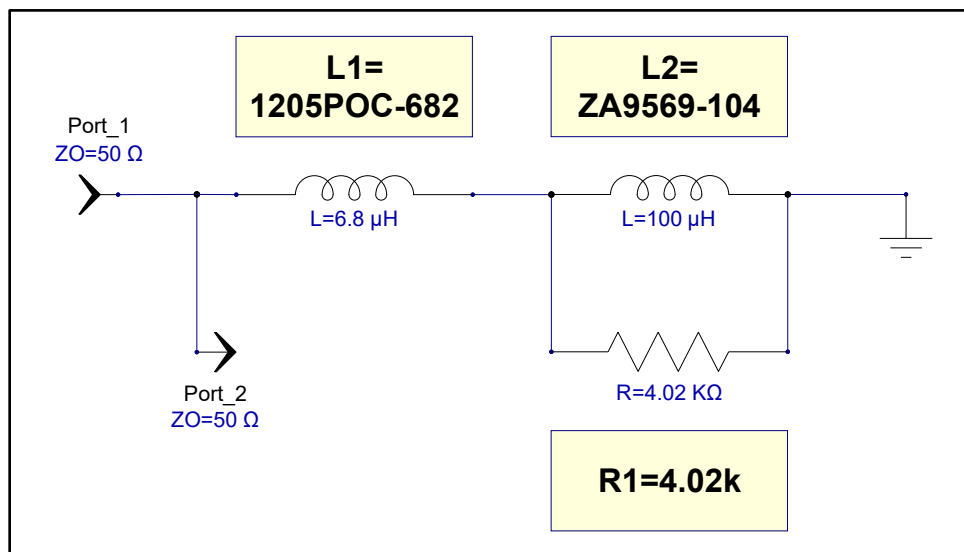 L1=
1205POC-682
L2=
ZA9569-104
Port_1
ZO=50 Ω
L=6.8 µH
L=100 µH
Port_2
ZO=50 Ω
R=4.02 KΩ
R1=4.02k